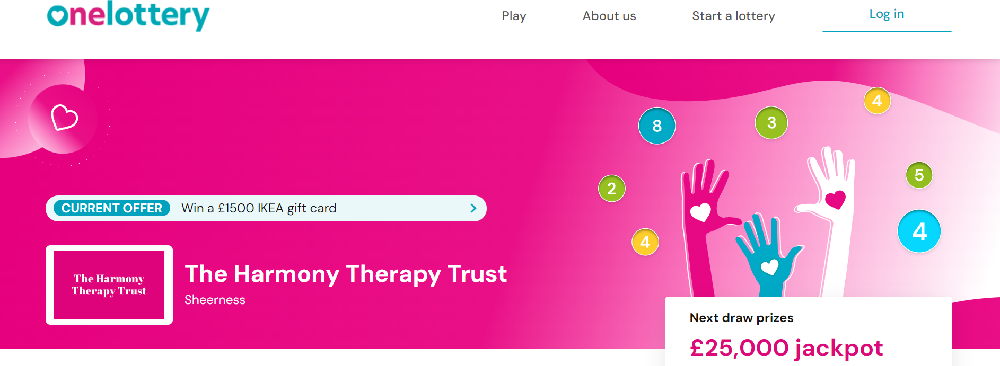 onelottery
Play
About us
Start a lottery
Log in
CURRENT OFFER
Win a £1500 IKEA gift card
The Harmony
Therapy Trust
The Harmony Therapy Trust
Sheerness
8
3
4
2
5
4
4
Next draw prizes
£25,000 jackpot